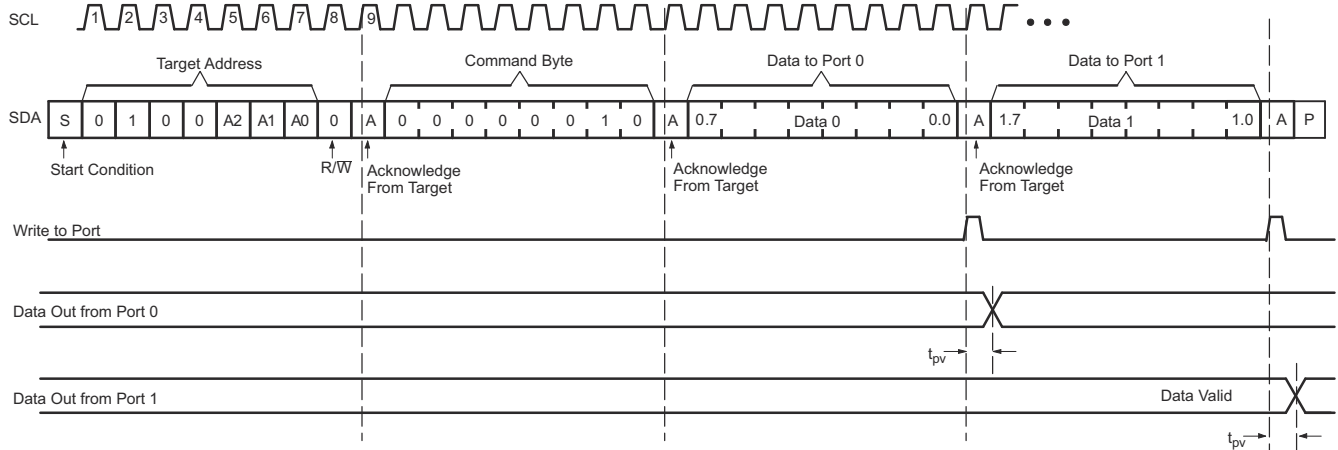 SCL 1 2 3 4 5 6 7 8 9
Target Address Command Byte Data to Port 0 Data to Port 1
SDA S 0 1 0 0 A2 A1 A0 0 A 0 0 0 0 0 0 1 0 A 0.7 Data 0 0.0 A 1.7 Data 1 1.0 A P
Start Condition R/W̅ Acknowledge From Target Acknowledge From Target Acknowledge From Target
Write to Port
Data Out from Port 0
tpv
Data Out from Port 1 Data Valid
tpv